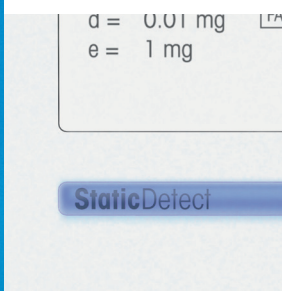 d = 0.01 mg
e = 1 mg
StaticDetect